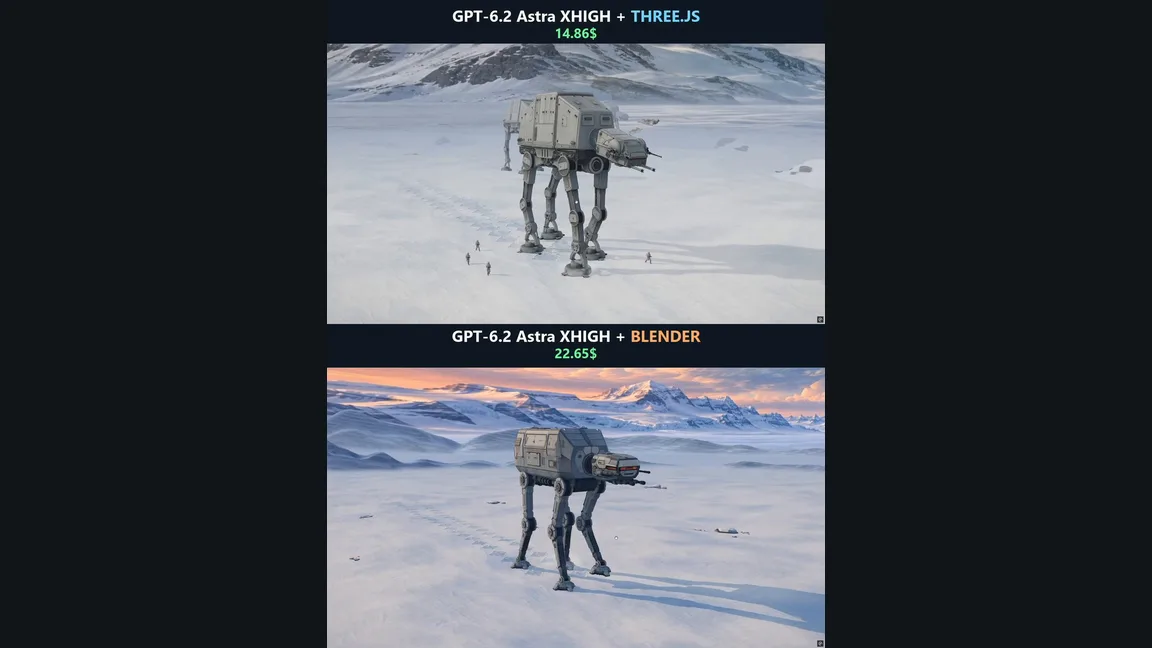 GPT-6.2 Astra XHIGH + THREE.JS
14.86$
GPT-6.2 Astra XHIGH + BLENDER
22.65$